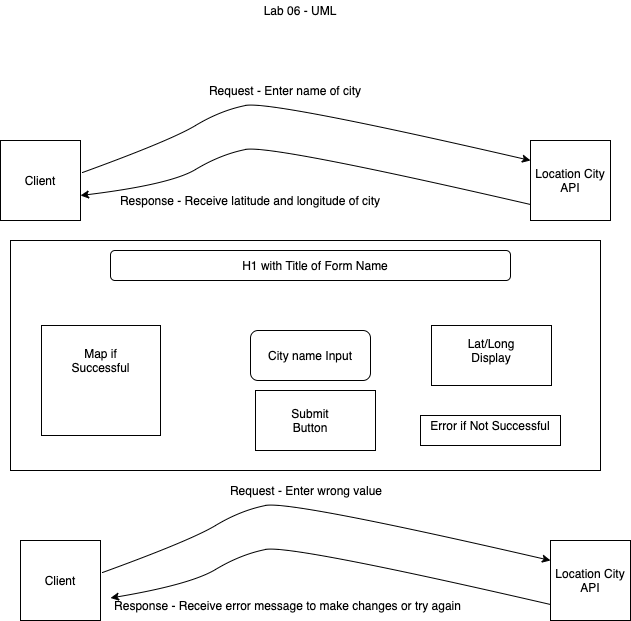 Lab 06 - UML
Request - Enter name of city
Client
Location City
API
Response - Receive latitude and longitude of city
H1 with Title of Form Name
Map if
Successful
City name Input
Lat/Long
Display
Submit
Button
Error if Not Successful
Request - Enter wrong value
Client
Location City
API
Response - Receive error message to make changes or try again